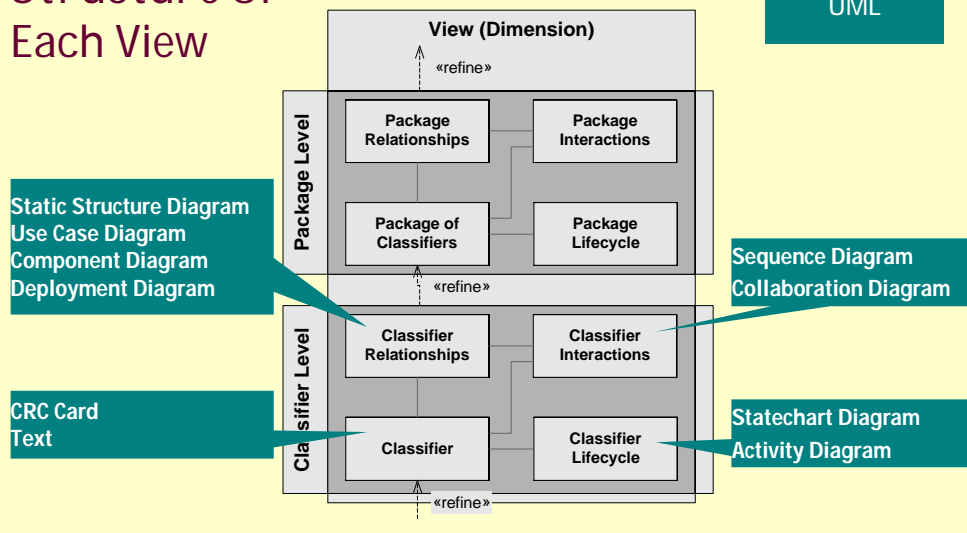 Structure of
Each View
UML
View (Dimension)
«refine»
Package Level
Package
Relationships
Package
Interactions
Package of
Classifiers
Package
Lifecycle
«refine»
Static Structure Diagram
Use Case Diagram
Component Diagram
Deployment Diagram
Sequence Diagram
Collaboration Diagram
Classifier Level
Classifier
Relationships
Classifier
Interactions
Classifier
Classifier
Lifecycle
CRC Card
Text
Statechart Diagram
Activity Diagram
«refine»